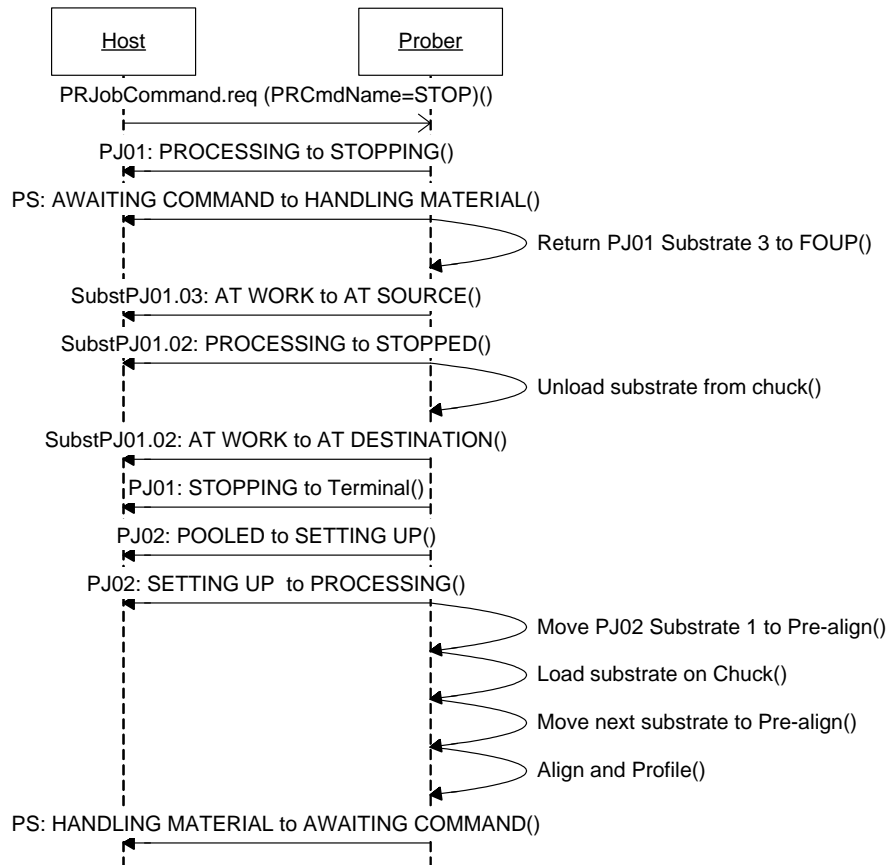 Host
Prober
PRJobCommand.req (PRCmdName=STOP)()
PJ01: PROCESSING to STOPPING()
PS: AWAITING COMMAND to HANDLING MATERIAL()
Return PJ01 Substrate 3 to FOUP()
SubstPJ01.03: AT WORK to AT SOURCE()
SubstPJ01.02: PROCESSING to STOPPED()
Unload substrate from chuck()
SubstPJ01.02: AT WORK to AT DESTINATION()
PJ01: STOPPING to Terminal()
PJ02: POOLED to SETTING UP()
PJ02: SETTING UP  to PROCESSING()
Move PJ02 Substrate 1 to Pre-align()
Load substrate on Chuck()
Move next substrate to Pre-align()
Align and Profile()
PS: HANDLING MATERIAL to AWAITING COMMAND()